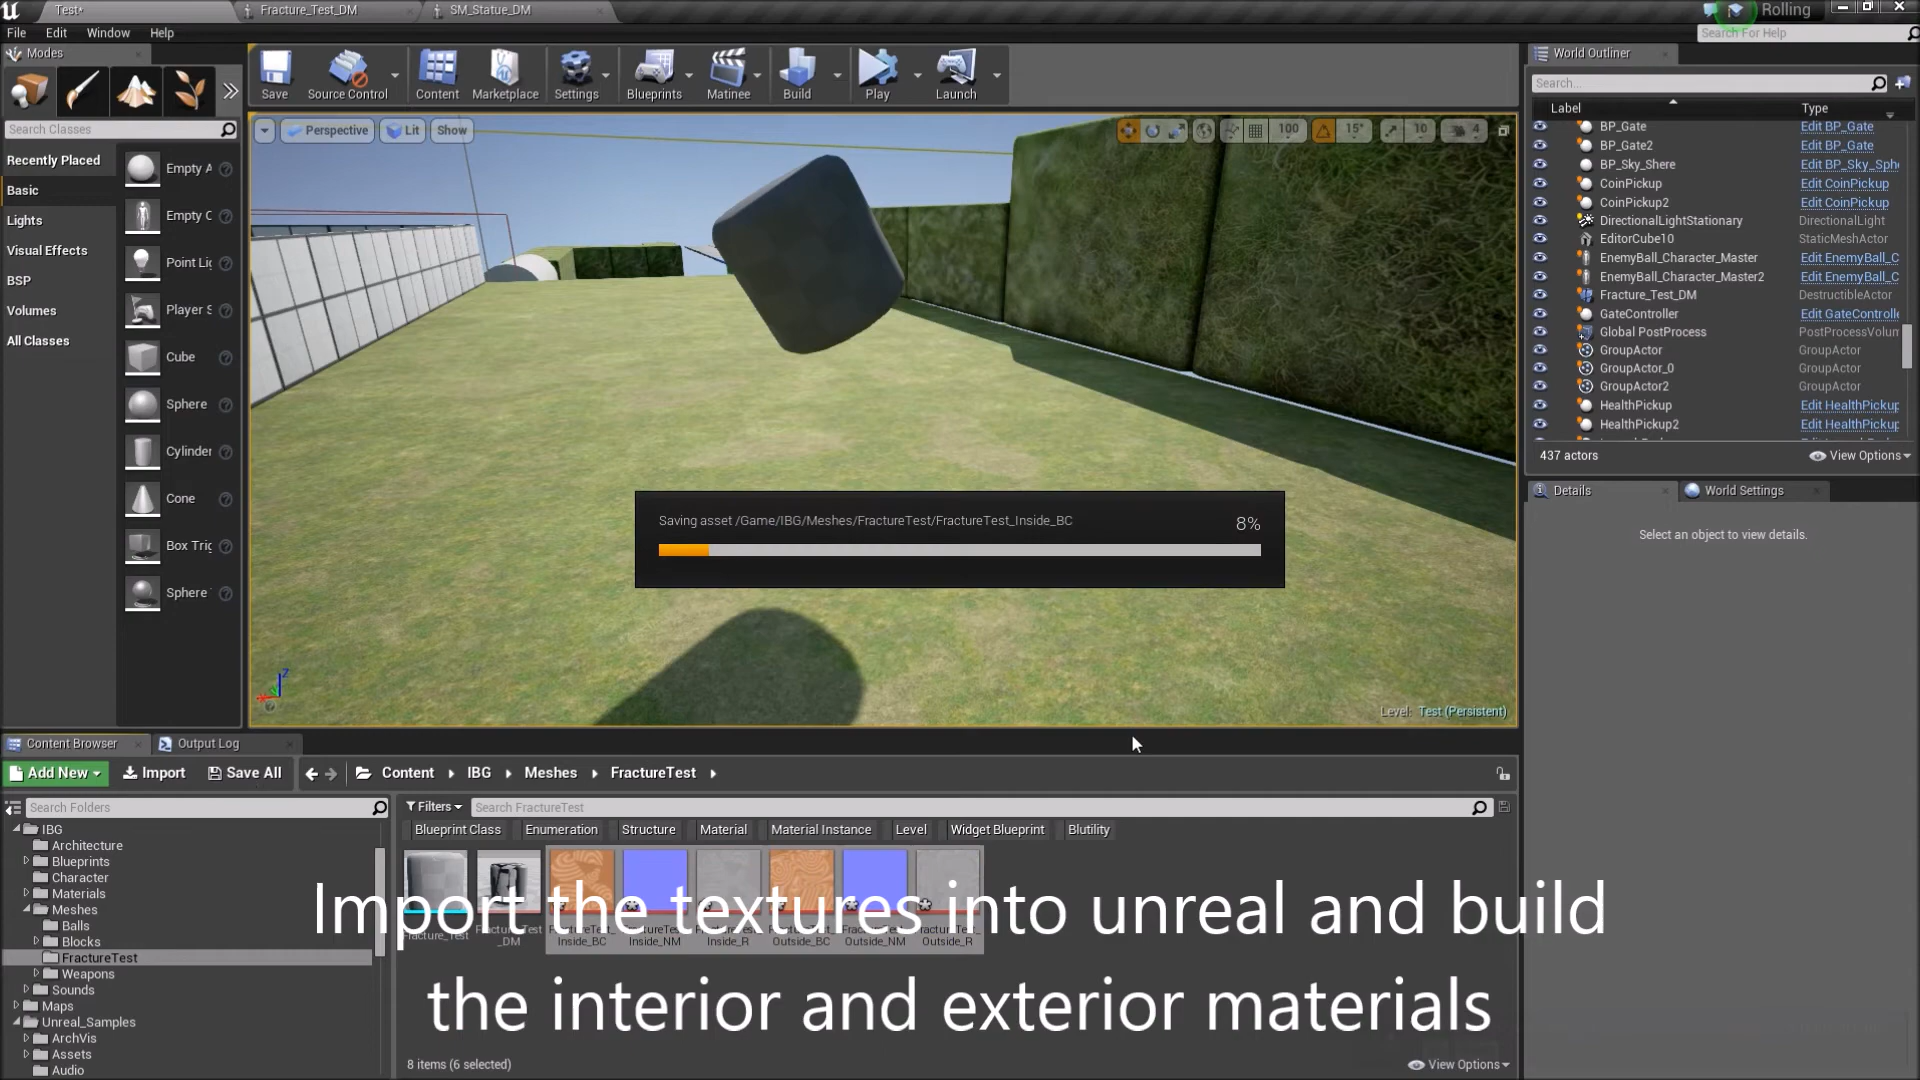 Test*
Fracture_Test_DM
SM_Statue_DM
Rolling
File Edit Window Help
Search For Help
Modes
Save
Source Control
Content
Marketplace
Settings
Blueprints
Matinee
Build
Play
Launch
Search Classes
Recently Placed
Basic
Lights
Visual Effects
BSP
Volumes
All Classes
Empty A
Empty C
Point Lig
Player S
Cube
Sphere
Cylinder
Cone
Box Trig
Sphere
Perspective Lit Show
100 15° 10 4
Saving asset /Game/IBG/Meshes/FractureTest/FractureTest_Inside_BC 8%
Level: Test (Persistent)
World Outliner
Search...
Label Type
BP_Gate Edit BP_Gate
BP_Gate2 Edit BP_Gate
BP_Sky_Shere Edit BP_Sky_Sph
CoinPickup Edit CoinPickup
CoinPickup2 Edit CoinPickup
DirectionalLightStationary DirectionalLight
EditorCube10 StaticMeshActor
EnemyBall_Character_Master Edit EnemyBall_C
EnemyBall_Character_Master2 Edit EnemyBall_C
Fracture_Test_DM DestructibleActor
GateController Edit GateControll
Global PostProcess PostProcessVolum
GroupActor GroupActor
GroupActor_0 GroupActor
GroupActor2 GroupActor
HealthPickup Edit HealthPickup
HealthPickup2 Edit HealthPickup
437 actors View Options
Details World Settings
Select an object to view details.
Content Browser Output Log
Add New Import Save All Content IBG Meshes FractureTest
Search Folders
IBG
Architecture
Blueprints
Character
Materials
Meshes
Balls
Blocks
FractureTest
Weapons
Sounds
Maps
Unreal_Samples
ArchVis
Assets
Audio
Filters Search FractureTest
Blueprint Class Enumeration Structure Material Material Instance Level Widget Blueprint Blutility
Import the textures into unreal and build
the interior and exterior materials
Fracture_Test
Fracture_Test
_DM
Inside_BC
Inside_NM
Inside_R
Outside_BC
Outside_NM
Outside_R
8 items (6 selected) View Options